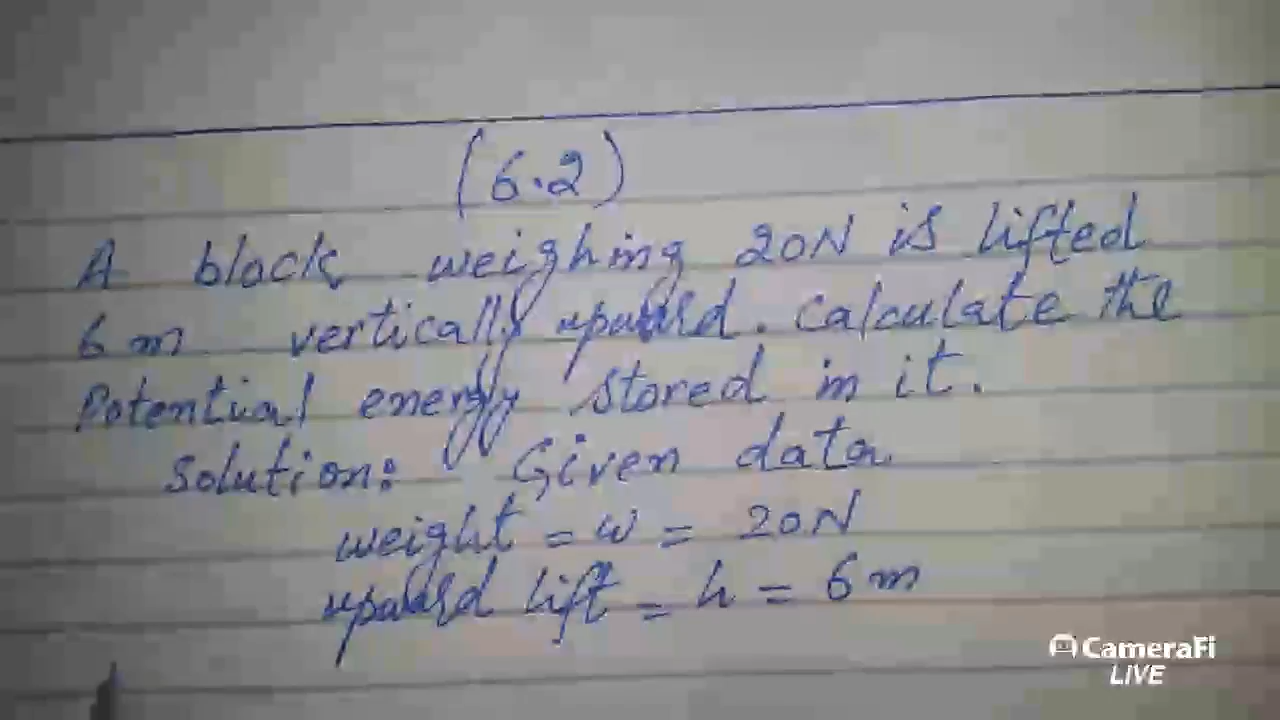 (6.2)
A block weighing 20N is lifted
6 m vertically upward. Calculate the
Potential energy stored in it.
Solution: Given data
weight = w = 20N
upward lift = h = 6 m
CameraFi
LIVE